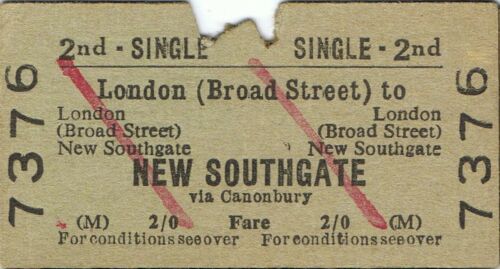 2nd - SINGLE SINGLE - 2nd
London (Broad Street) to
London London
(Broad Street) (Broad Street)
New Southgate New Southgate
NEW SOUTHGATE
via Canonbury
(M) 2/0 Fare 2/0 (M)
For conditions see over For conditions see over
7376 7376